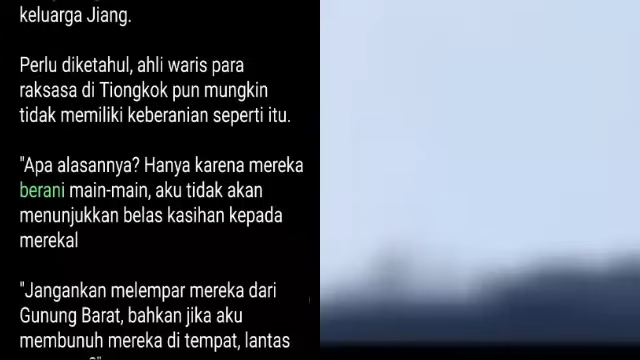 keluarga Jiang.
Perlu diketahul, ahli waris para
raksasa di Tiongkok pun mungkin
tidak memiliki keberanian seperti itu.
"Apa alasannya? Hanya karena mereka
berani main-main, aku tidak akan
menunjukkan belas kasihan kepada
merekal
"Jangankan melempar mereka dari
Gunung Barat, bahkan jika aku
membunuh mereka di tempat, lantas